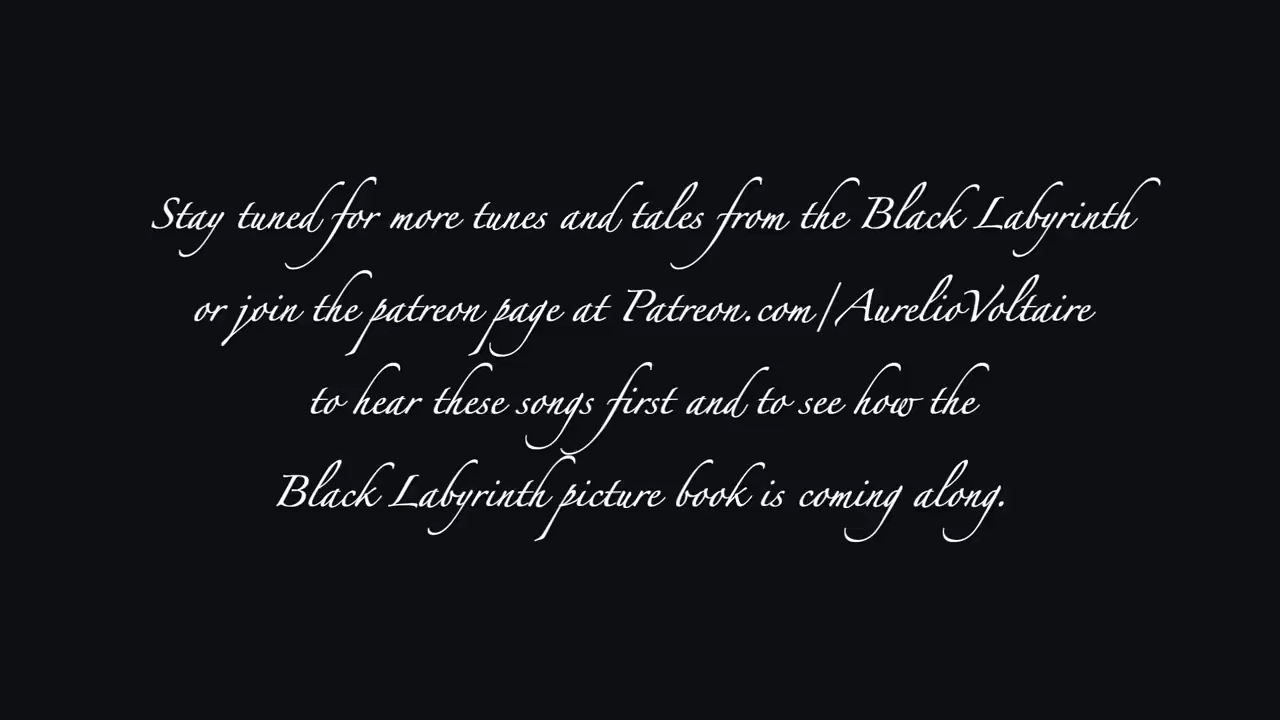 Stay tuned for more tunes and tales from the Black Labyrinth
or join the patreon page at Patreon.com/AurelioVoltaire
to hear these songs first and to see how the
Black Labyrinth picture book is coming along.